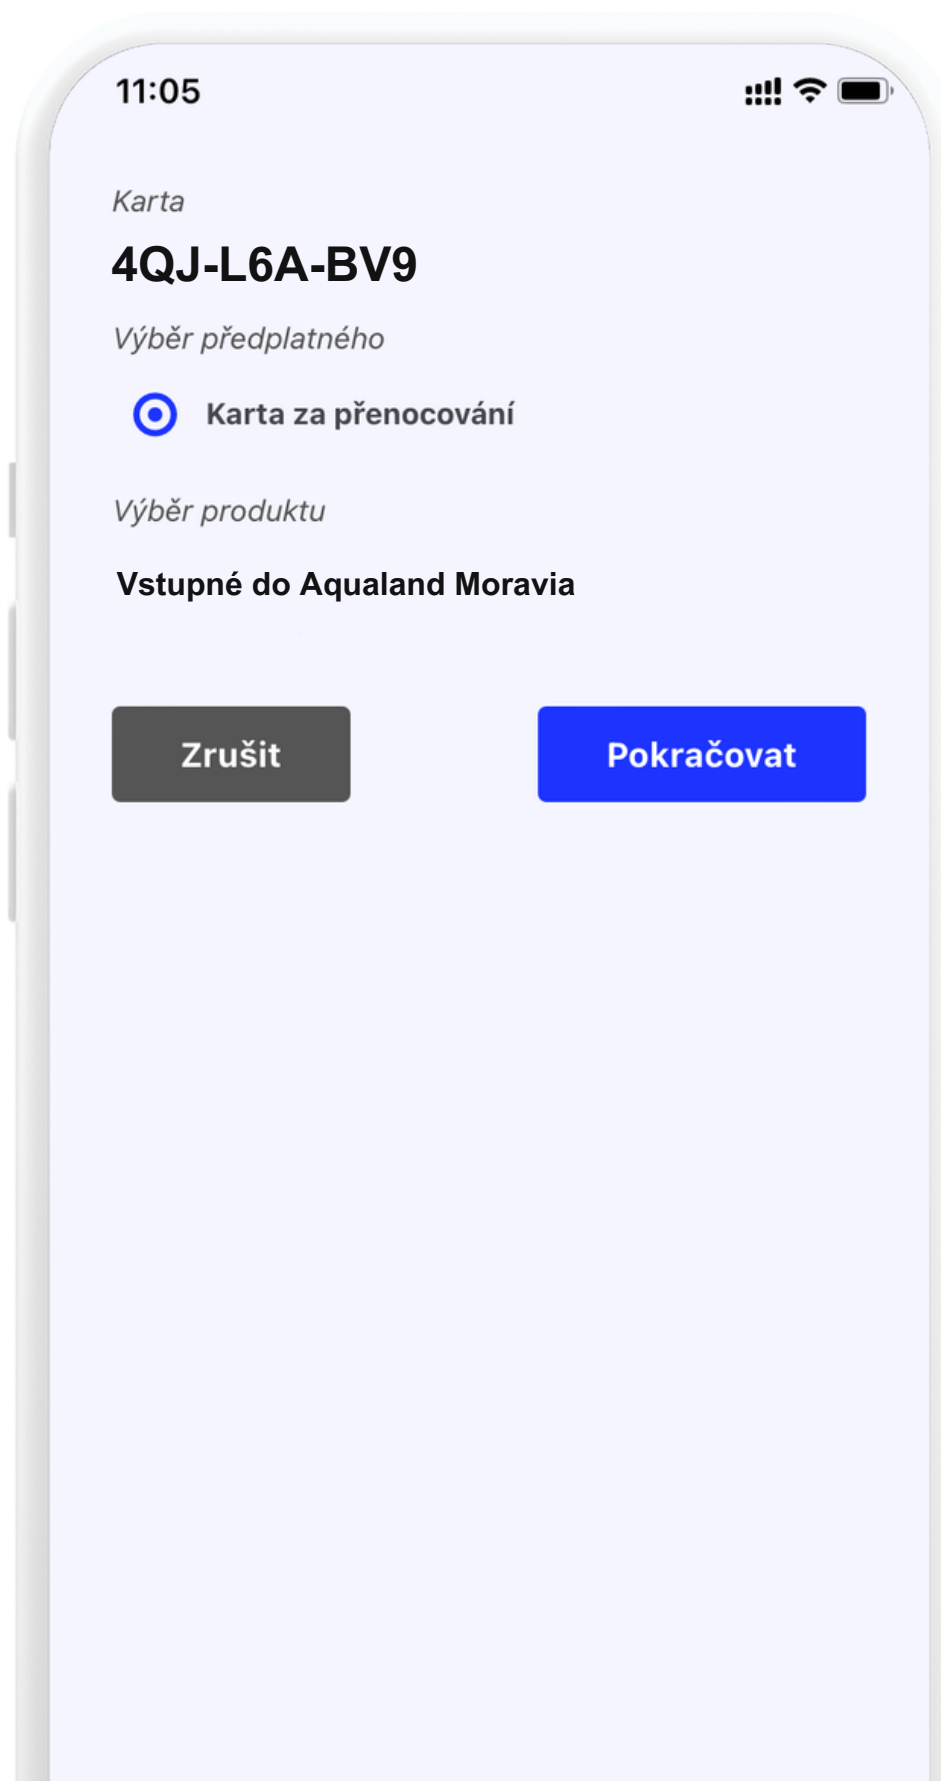 11:05
Karta
4QJ-L6A-BV9
Výběr předplatného
Karta za přenocování
Výběr produktu
Vstupné do Aqualand Moravia
Zrušit
Pokračovat